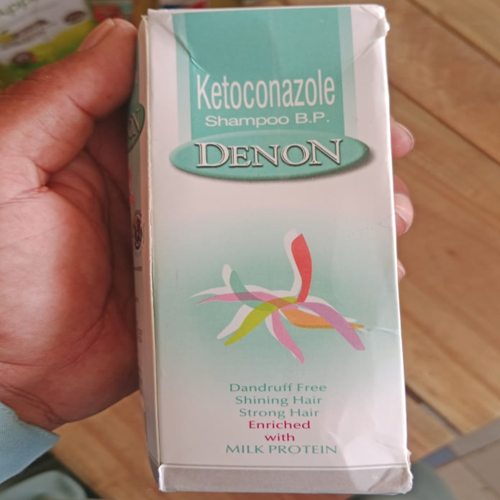 Ketoconazole
Shampoo B.P.
DENON
Dandruff Free
Shining Hair
Strong Hair
Enriched
with
MILK PROTEIN